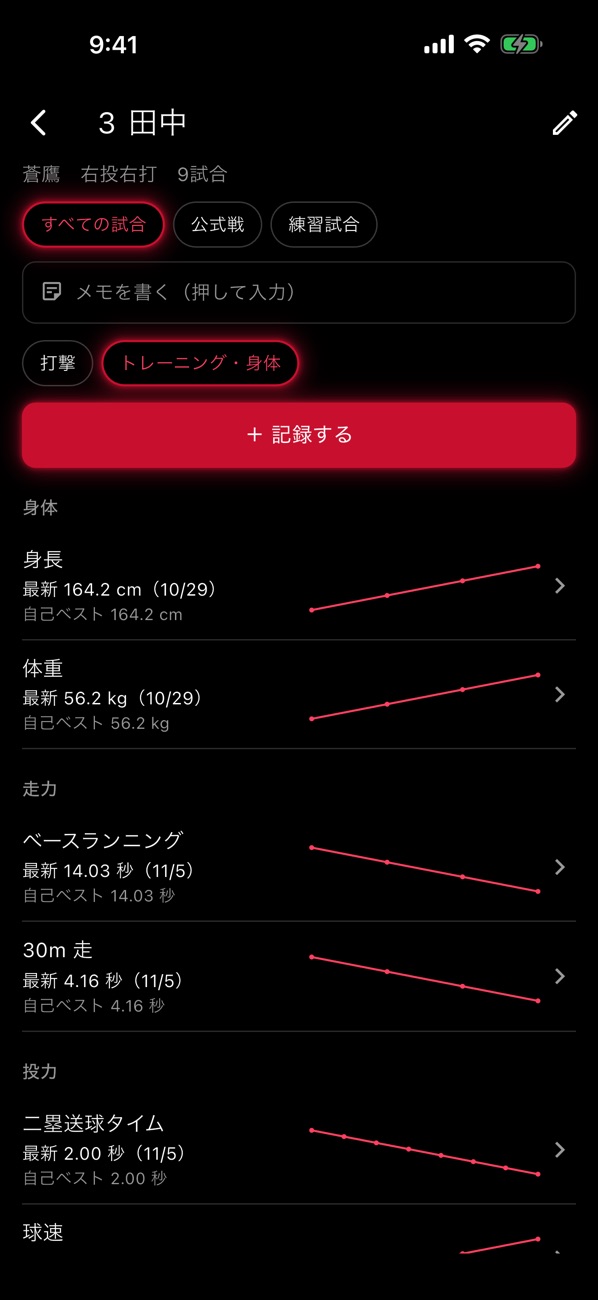 9:41
3 田中
蒼鷹 右投右打 9試合
すべての試合 公式戦 練習試合
メモを書く（押して入力）
打撃 トレーニング・身体
＋ 記録する
身体
身長
最新 164.2 cm（10/29）
自己ベスト 164.2 cm
体重
最新 56.2 kg（10/29）
自己ベスト 56.2 kg
走力
ベースランニング
最新 14.03 秒（11/5）
自己ベスト 14.03 秒
30m 走
最新 4.16 秒（11/5）
自己ベスト 4.16 秒
投力
二塁送球タイム
最新 2.00 秒（11/5）
自己ベスト 2.00 秒
球速